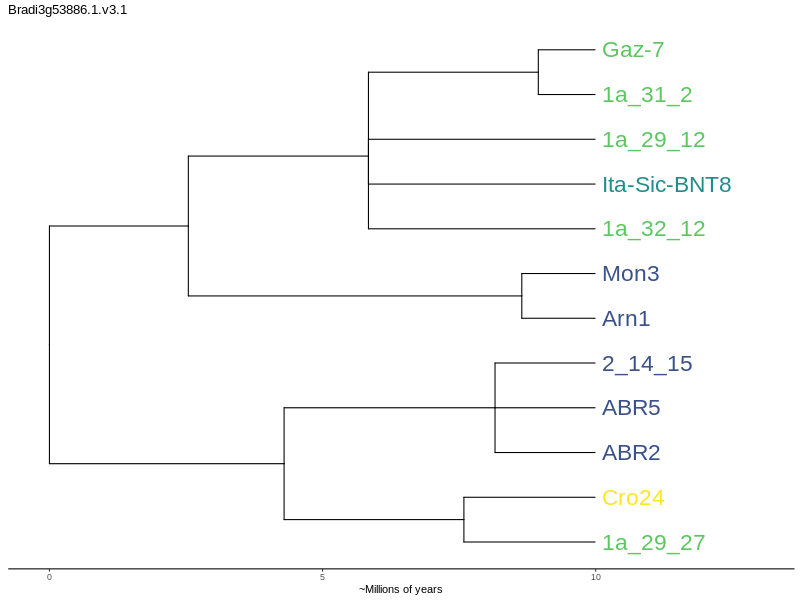 Bradi3g53886.1.v3.1
Gaz-7
1a_31_2
1a_29_12
Ita-Sic-BNT8
1a_32_12
Mon3
Arn1
2_14_15
ABR5
ABR2
Cro24
1a_29_27
0 5 10
~Millions of years